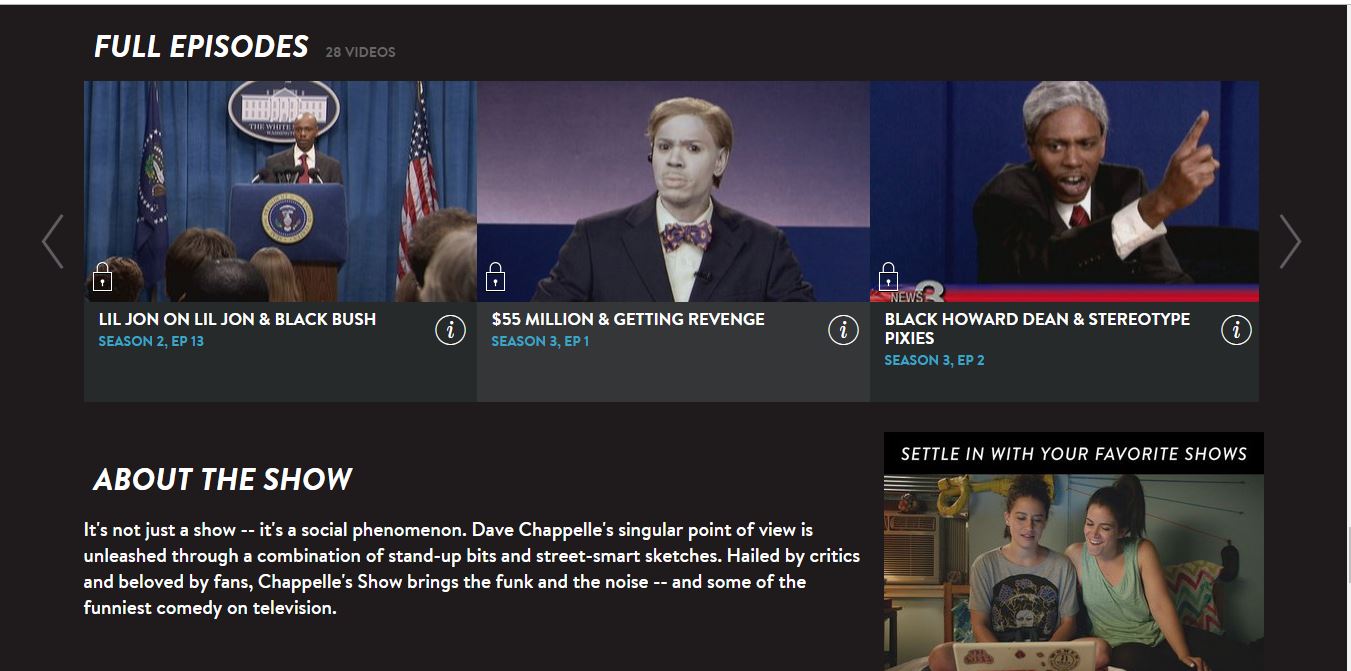 FULL EPISODES 28 VIDEOS
THE WHITE
WASHINGTON
NEWS 3
LIL JON ON LIL JON & BLACK BUSH
SEASON 2, EP 13
$55 MILLION & GETTING REVENGE
SEASON 3, EP 1
BLACK HOWARD DEAN & STEREOTYPE
PIXIES
SEASON 3, EP 2
ABOUT THE SHOW
It's not just a show -- it's a social phenomenon. Dave Chappelle's singular point of view is
unleashed through a combination of stand-up bits and street-smart sketches. Hailed by critics
and beloved by fans, Chappelle's Show brings the funk and the noise -- and some of the
funniest comedy on television.
SETTLE IN WITH YOUR FAVORITE SHOWS